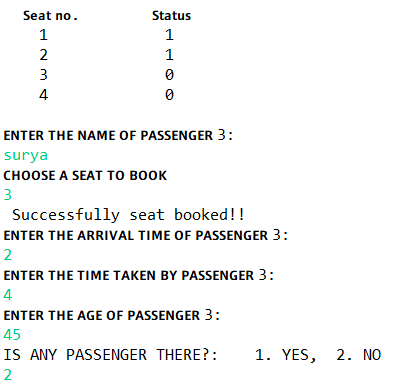 Seat no. Status
1 1
2 1
3 0
4 0
ENTER THE NAME OF PASSENGER 3:
surya
CHOOSE A SEAT TO BOOK
3
Successfully seat booked!!
ENTER THE ARRIVAL TIME OF PASSENGER 3:
2
ENTER THE TIME TAKEN BY PASSENGER 3:
4
ENTER THE AGE OF PASSENGER 3:
45
IS ANY PASSENGER THERE?: 1. YES, 2. NO
2